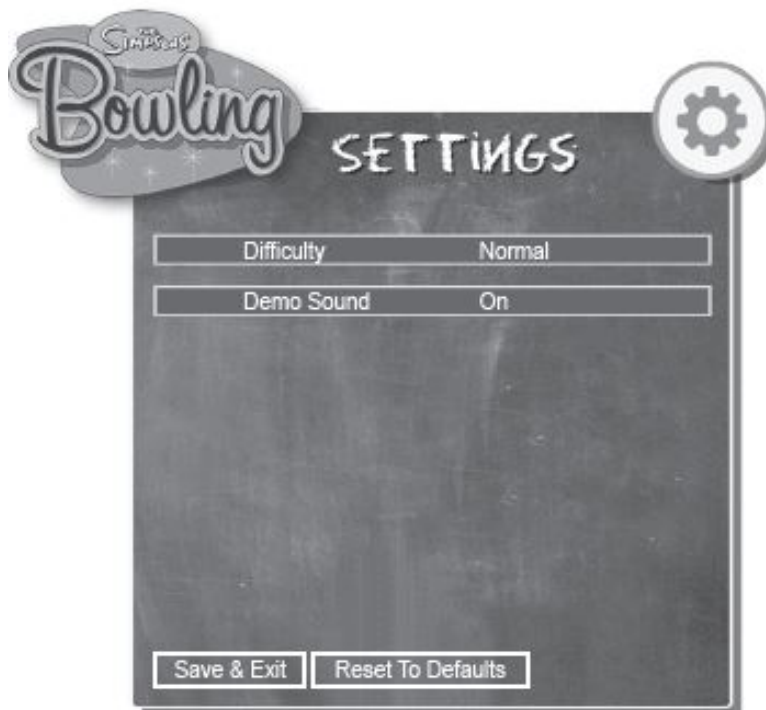 THE
SIMPSONS
Bowling
SETTiNGS
Difficulty Normal
Demo Sound On
Save & Exit Reset To Defaults